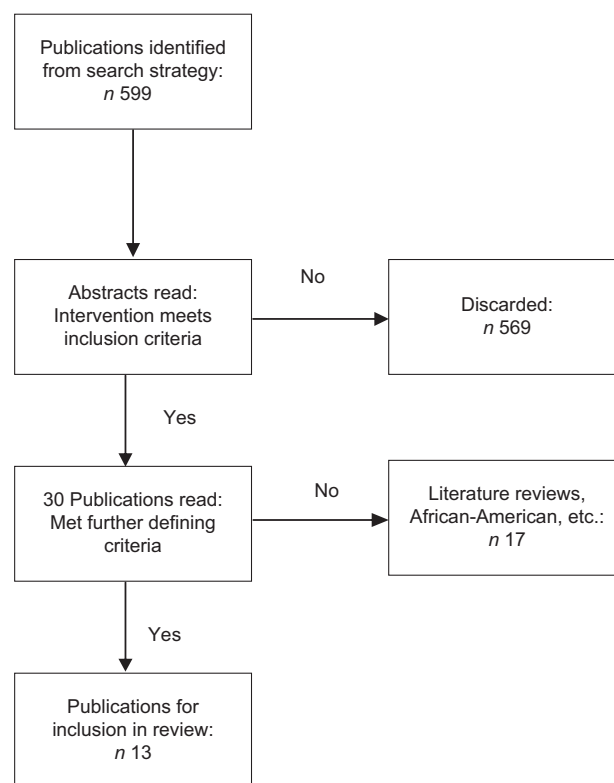 Publications identified
from search strategy:
n 599
Abstracts read:
Intervention meets
inclusion criteria
No
Discarded:
n 569
Yes
30 Publications read:
Met further defining
criteria
No
Literature reviews,
African-American, etc.:
n 17
Yes
Publications for
inclusion in review:
n 13